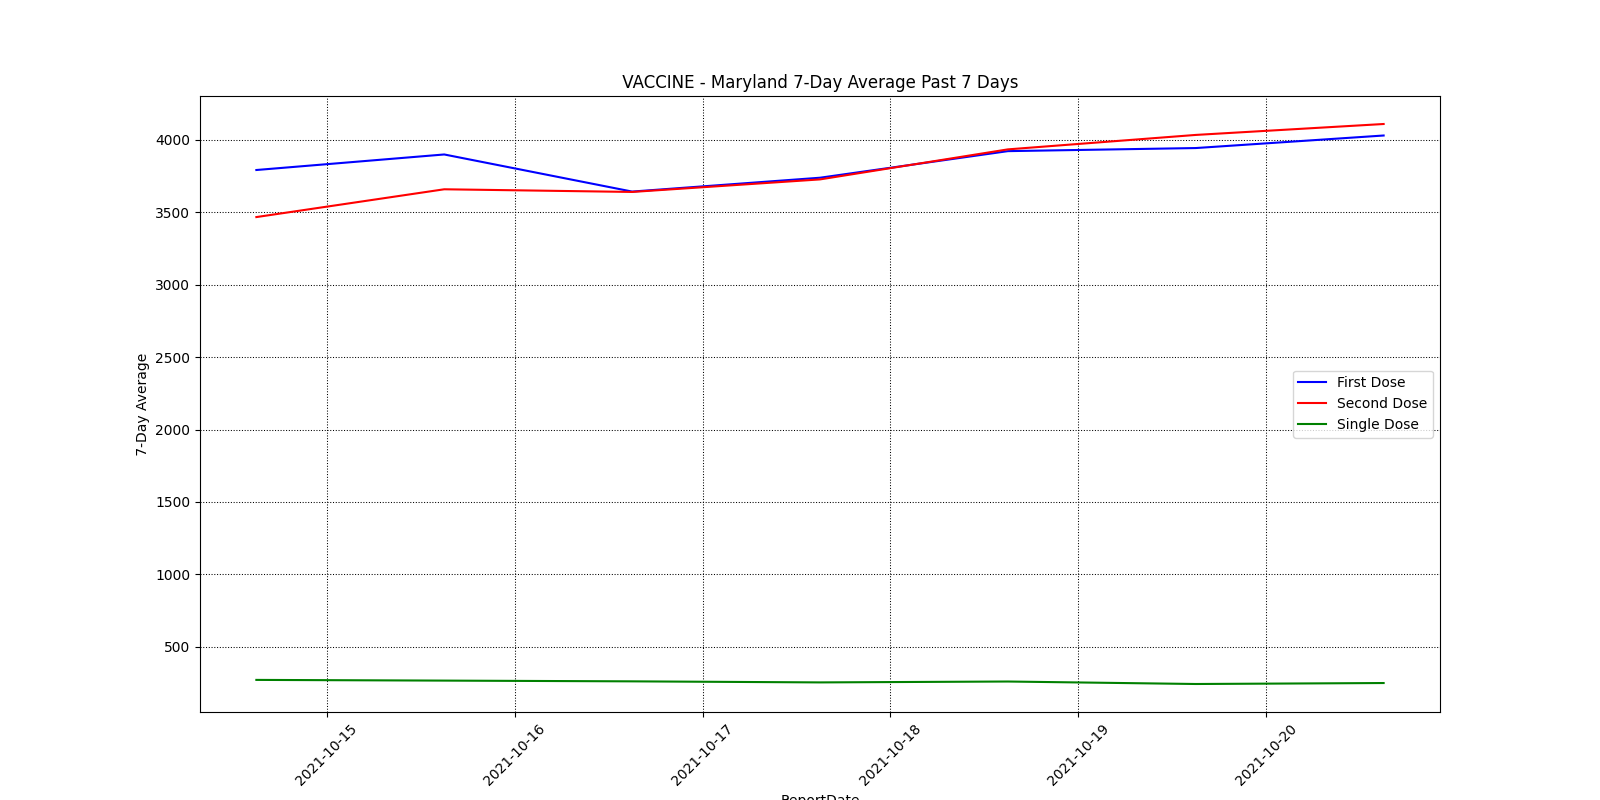 VACCINE - Maryland 7-Day Average Past 7 Days
7-Day Average
4000
3500
3000
2500
2000
1500
1000
500
First Dose
Second Dose
Single Dose
2021-10-15
2021-10-16
2021-10-17
2021-10-18
2021-10-19
2021-10-20
ReportDate